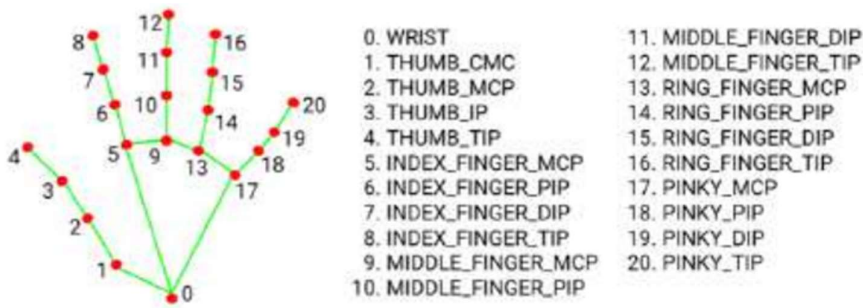 12
8
16
11
7
15
20
6
10
14
19
4
5
9
18
13
3
17
2
1
0
0. WRIST
1. THUMB_CMC
2. THUMB_MCP
3. THUMB_IP
4. THUMB_TIP
5. INDEX_FINGER_MCP
6. INDEX_FINGER_PIP
7. INDEX_FINGER_DIP
8. INDEX_FINGER_TIP
9. MIDDLE_FINGER_MCP
10. MIDDLE_FINGER_PIP
11. MIDDLE_FINGER_DIP
12. MIDDLE_FINGER_TIP
13. RING_FINGER_MCP
14. RING_FINGER_PIP
15. RING_FINGER_DIP
16. RING_FINGER_TIP
17. PINKY_MCP
18. PINKY_PIP
19. PINKY_DIP
20. PINKY_TIP